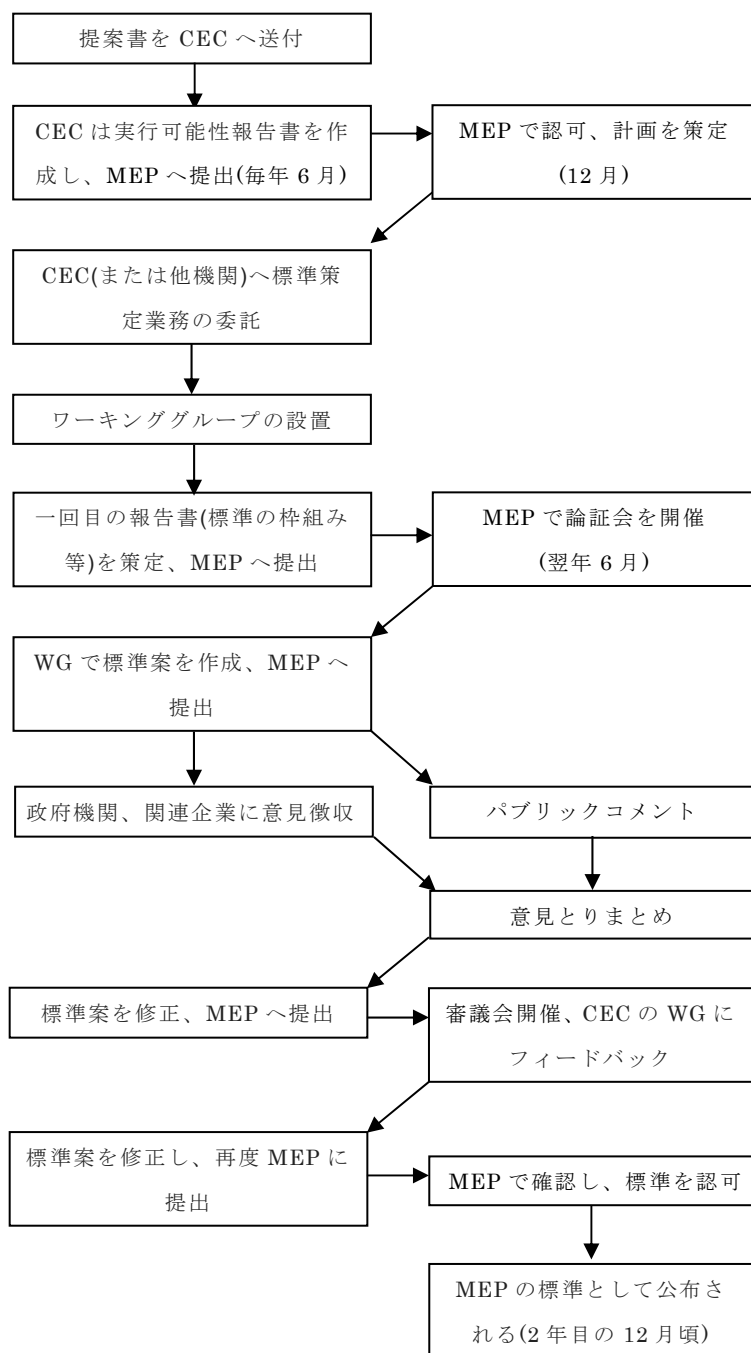 提案書を CEC へ送付
CEC は実行可能性報告書を作
成し、MEP へ提出(毎年 6 月)
MEP で認可、計画を策定
(12 月)
CEC(または他機関)へ標準策
定業務の委託
ワーキンググループの設置
一回目の報告書(標準の枠組み
等)を策定、MEP へ提出
MEP で論証会を開催
(翌年 6 月)
WG で標準案を作成、MEP へ
提出
政府機関、関連企業に意見徴収
パブリックコメント
意見とりまとめ
標準案を修正、MEP へ提出
審議会開催、CEC の WG に
フィードバック
標準案を修正し、再度 MEP に
提出
MEP で確認し、標準を認可
MEP の標準として公布さ
れる(2 年目の 12 月頃)